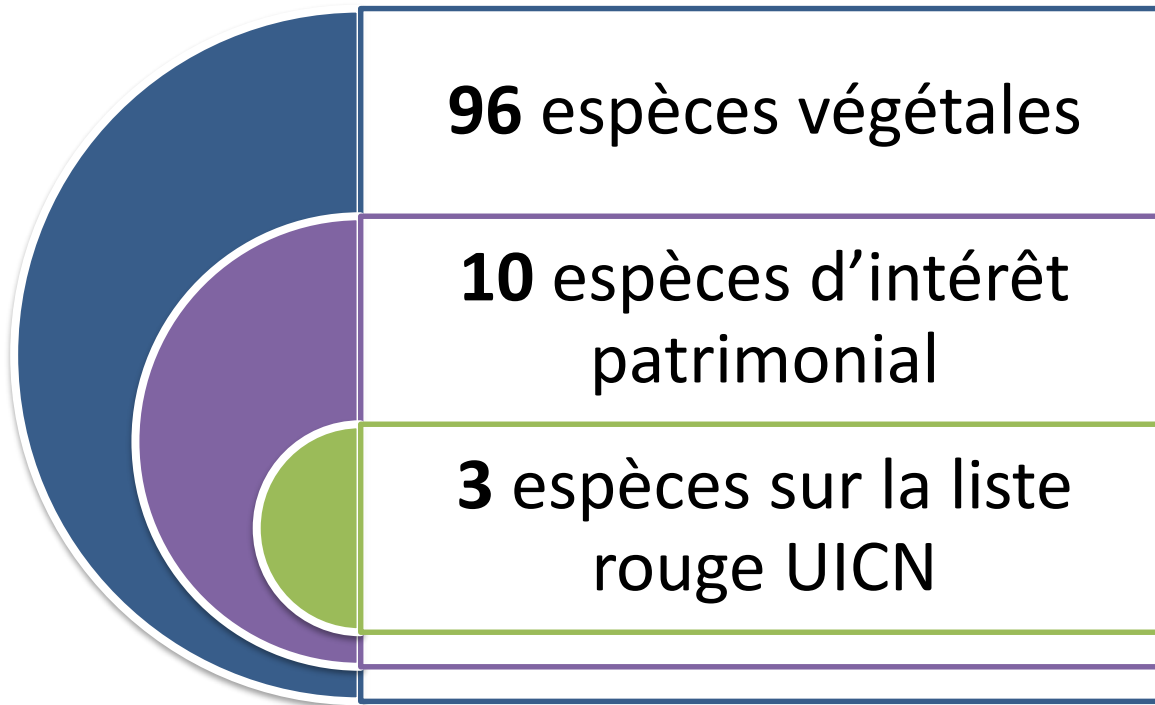 96 espèces végétales
10 espèces d’intérêt
patrimonial
3 espèces sur la liste
rouge UICN